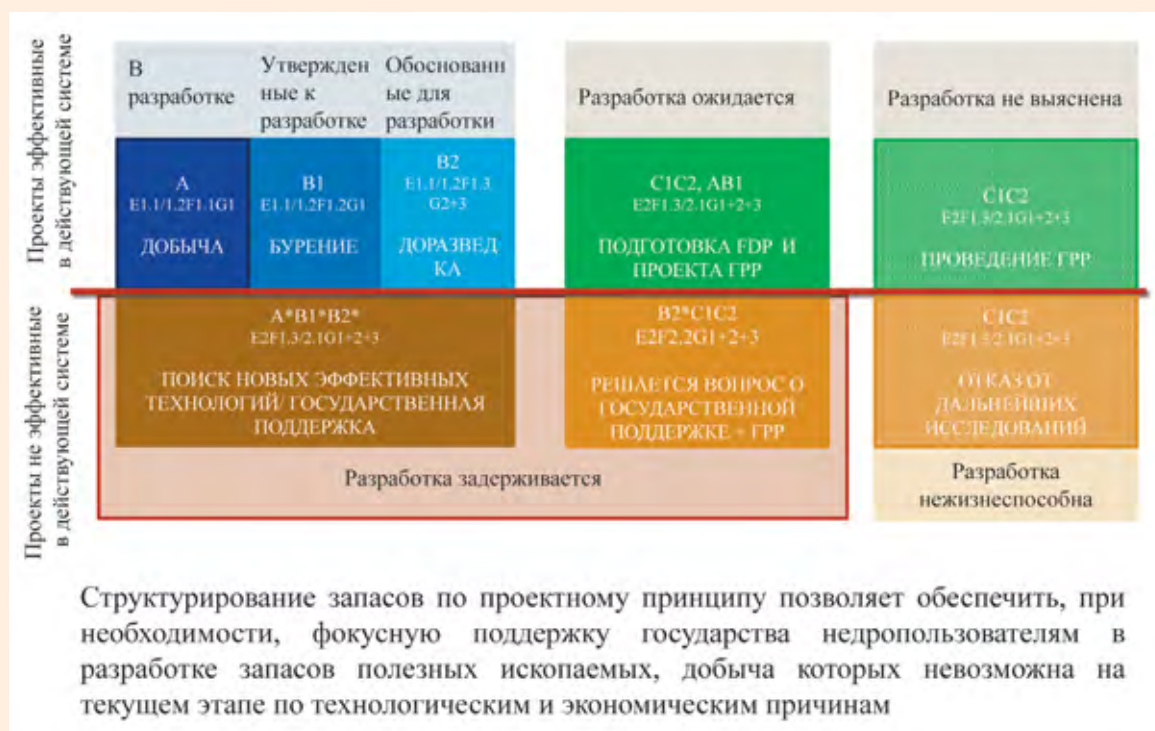 Проекты эффективные
в действующей системе
В
разработке
Утвержден
ные к
разработке
Обоснованн
ые для
разработки
Разработка ожидается
Разработка не выяснена
A
E1.1/1.2F1.1G1
ДОБЫЧА
B1
E1.1/1.2F1.2G1
БУРЕНИЕ
B2
E1.1/1.2F1.3
G2+3
ДОРАЗВЕД
КА
C1C2, AB1
E2F1.3/2.1G1+2+3
ПОДГОТОВКА FDP И
ПРОЕКТА ГРР
C1C2
E2F1.3/2.1G1+2+3
ПРОВЕДЕНИЕ ГРР
Проекты не эффективные
в действующей системе
A*B1*B2*
E2F1.3/2.1G1+2+3
ПОИСК НОВЫХ ЭФФЕКТИВНЫХ
ТЕХНОЛОГИЙ/ ГОСУДАРСТВЕННАЯ
ПОДДЕРЖКА
B2*C1C2
E2F2.2G1+2+3
РЕШАЕТСЯ ВОПРОС О
ГОСУДАРСТВЕННОЙ
ПОДДЕРЖКЕ + ГРР
C1C2
E2F1.3/2.1G1+2+3
ОТКАЗ ОТ
ДАЛЬНЕЙШИХ
ИССЛЕДОВАНИЙ
Разработка задерживается
Разработка
нежизнеспособна
Структурирование запасов по проектному принципу позволяет обеспечить, при
необходимости, фокусную поддержку государства недропользователям в
разработке запасов полезных ископаемых, добыча которых невозможна на
текущем этапе по технологическим и экономическим причинам